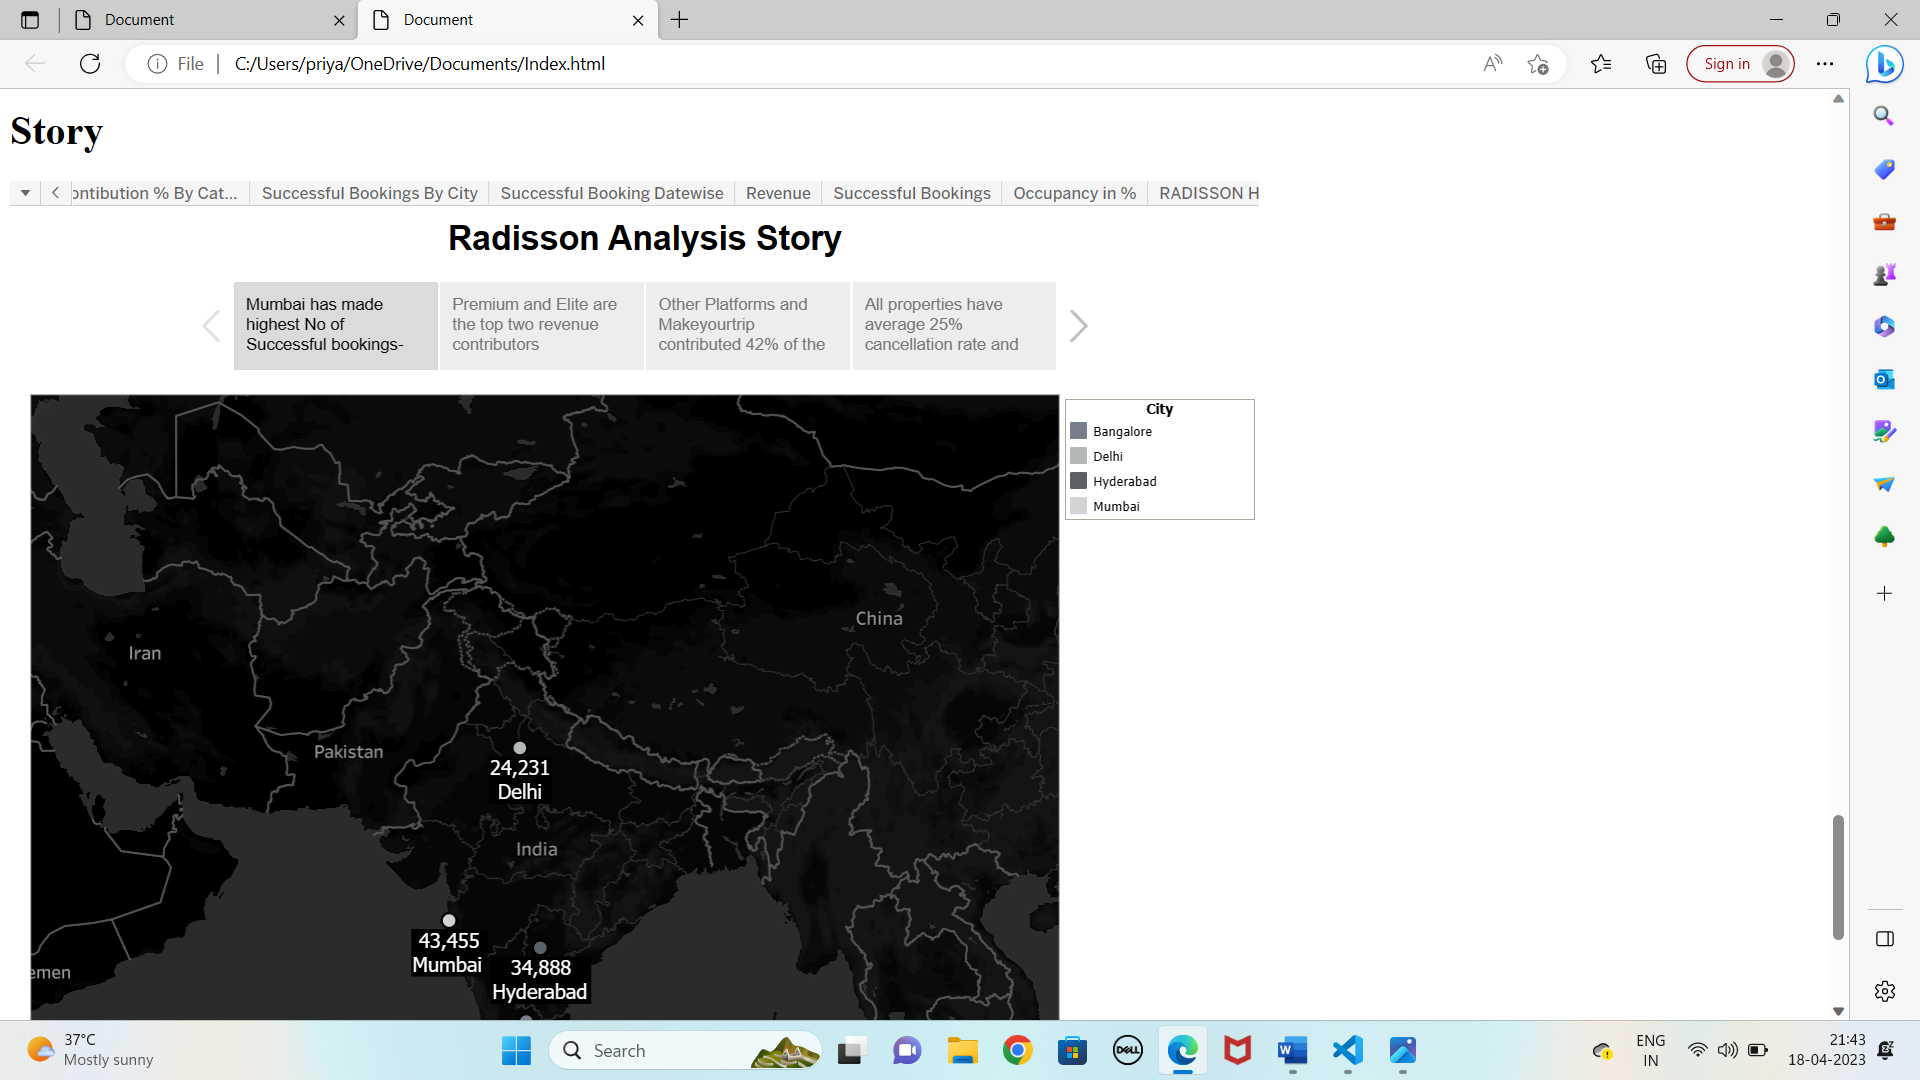 Document
Document
File
C:/Users/priya/OneDrive/Documents/Index.html
Sign in
Story
ontibution % By Cat...
Successful Bookings By City
Successful Booking Datewise
Revenue
Successful Bookings
Occupancy in %
RADISSON H
Radisson Analysis Story
Mumbai has made
highest No of
Successful bookings-
Premium and Elite are
the top two revenue
contributors
Other Platforms and
Makeyourtrip
contributed 42% of the
All properties have
average 25%
cancellation rate and
City
Bangalore
Delhi
Hyderabad
Mumbai
China
Iran
Pakistan
24,231
Delhi
India
43,455
Mumbai
34,888
Hyderabad
emen
37°C
Mostly sunny
Search
DELL
ENG
IN
21:43
18-04-2023